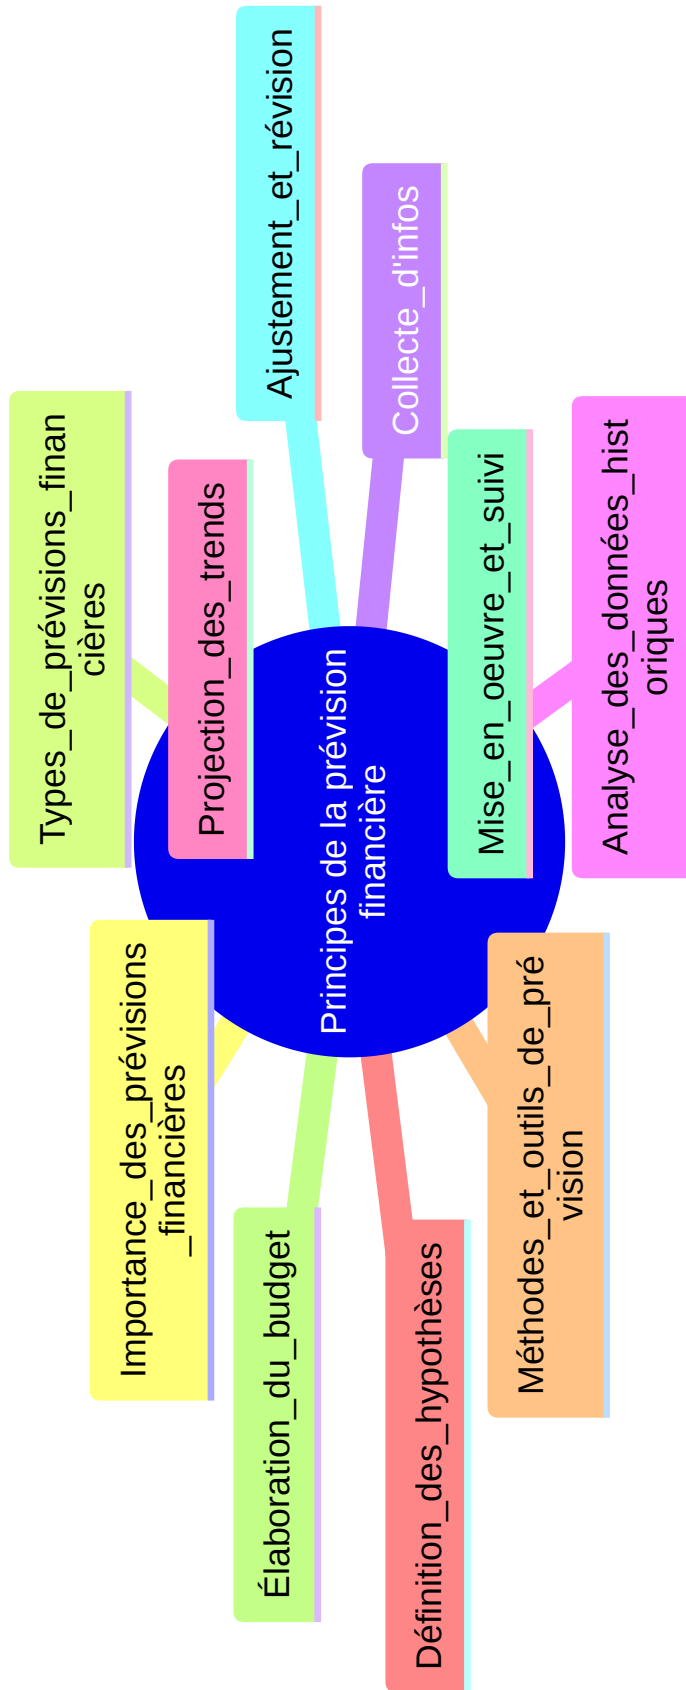 Principes de la prévision
financière
Types_de_prévisions_finan
cières
Projection_des_trends
Ajustement_et_révision
Collecte_d'infos
Mise_en_oeuvre_et_suivi
Analyse_des_données_hist
oriques
Importance_des_prévisions
_financières
Élaboration_du_budget
Définition_des_hypothèses
Méthodes_et_outils_de_pré
vision